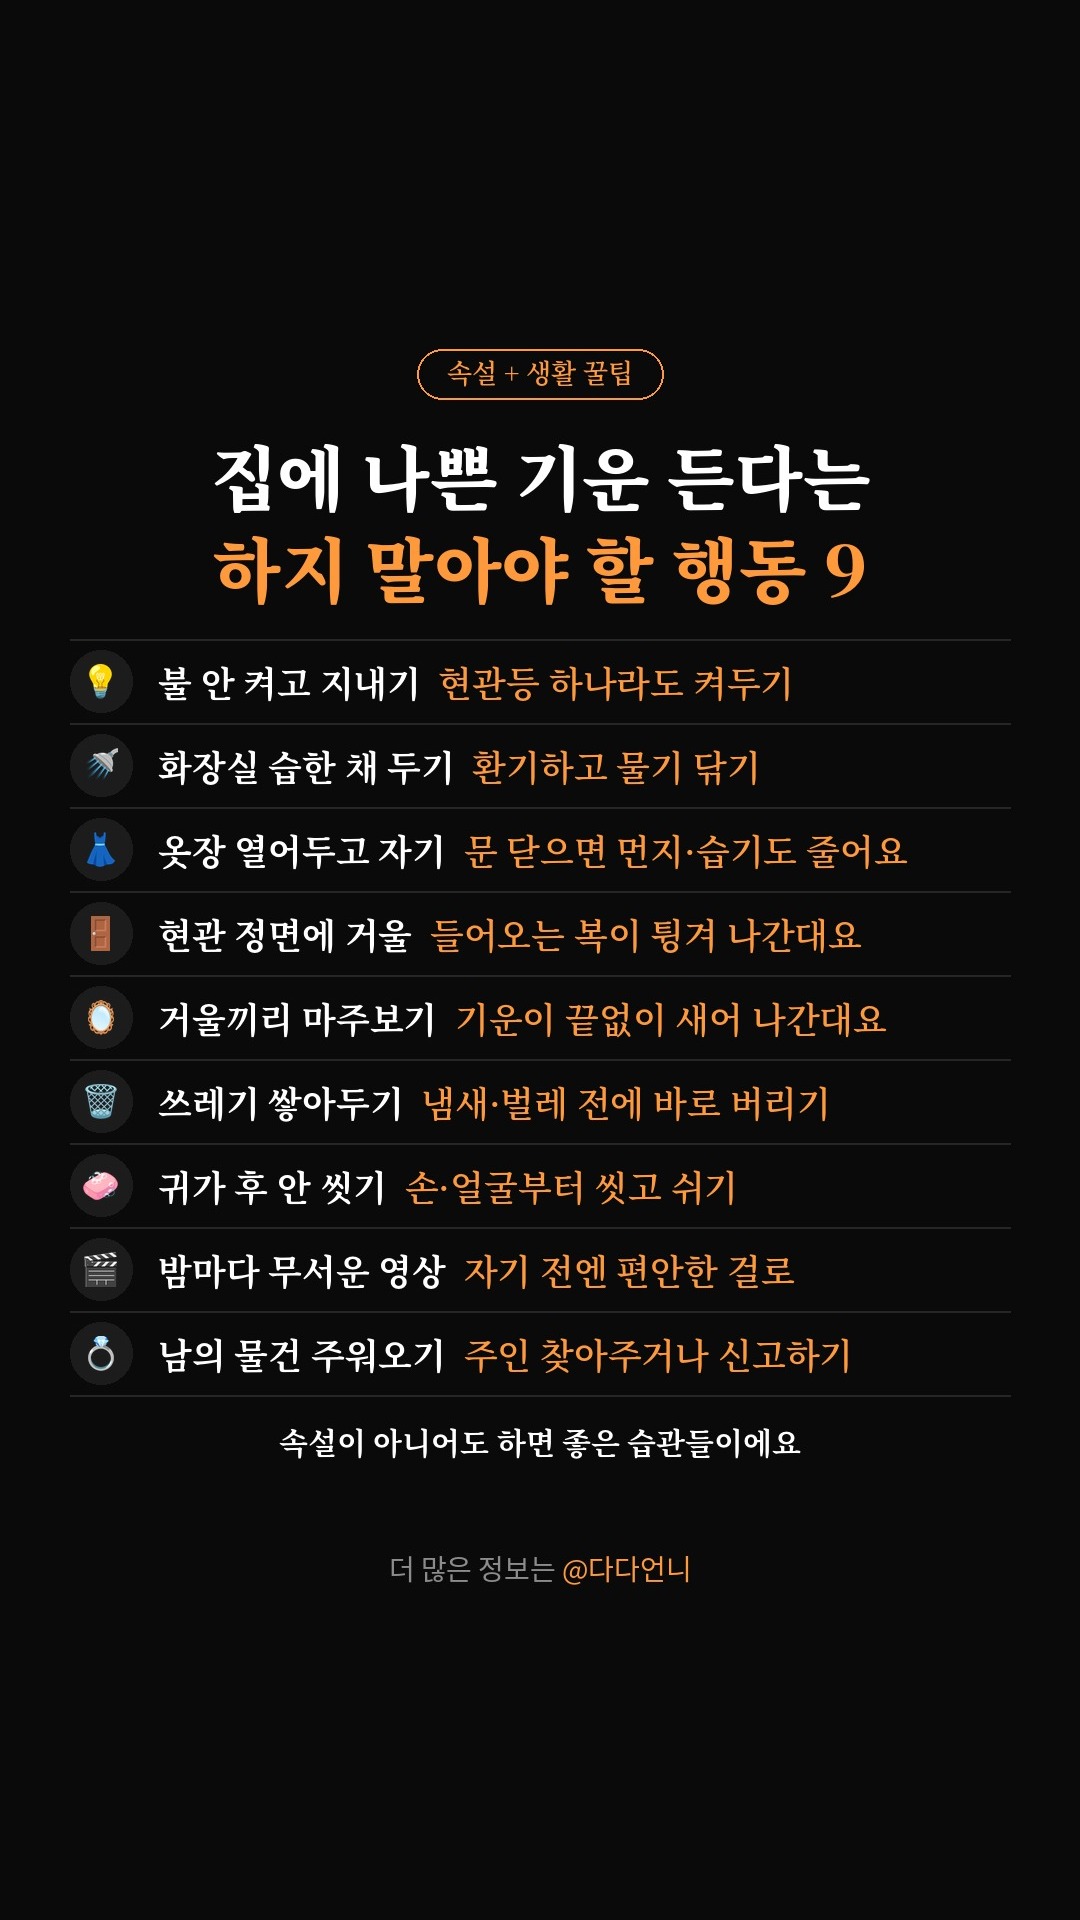 속설 + 생활 꿀팁
집에 나쁜 기운 든다는
하지 말아야 할 행동 9
불 안 켜고 지내기 현관등 하나라도 켜두기
화장실 습한 채 두기 환기하고 물기 닦기
옷장 열어두고 자기 문 닫으면 먼지·습기도 줄어요
현관 정면에 거울 들어오는 복이 튕겨 나간대요
거울끼리 마주보기 기운이 끝없이 새어 나간대요
쓰레기 쌓아두기 냄새·벌레 전에 바로 버리기
귀가 후 안 씻기 손·얼굴부터 씻고 쉬기
밤마다 무서운 영상 자기 전엔 편안한 걸로
남의 물건 주워오기 주인 찾아주거나 신고하기
속설이 아니어도 하면 좋은 습관들이에요
더 많은 정보는 @다다언니